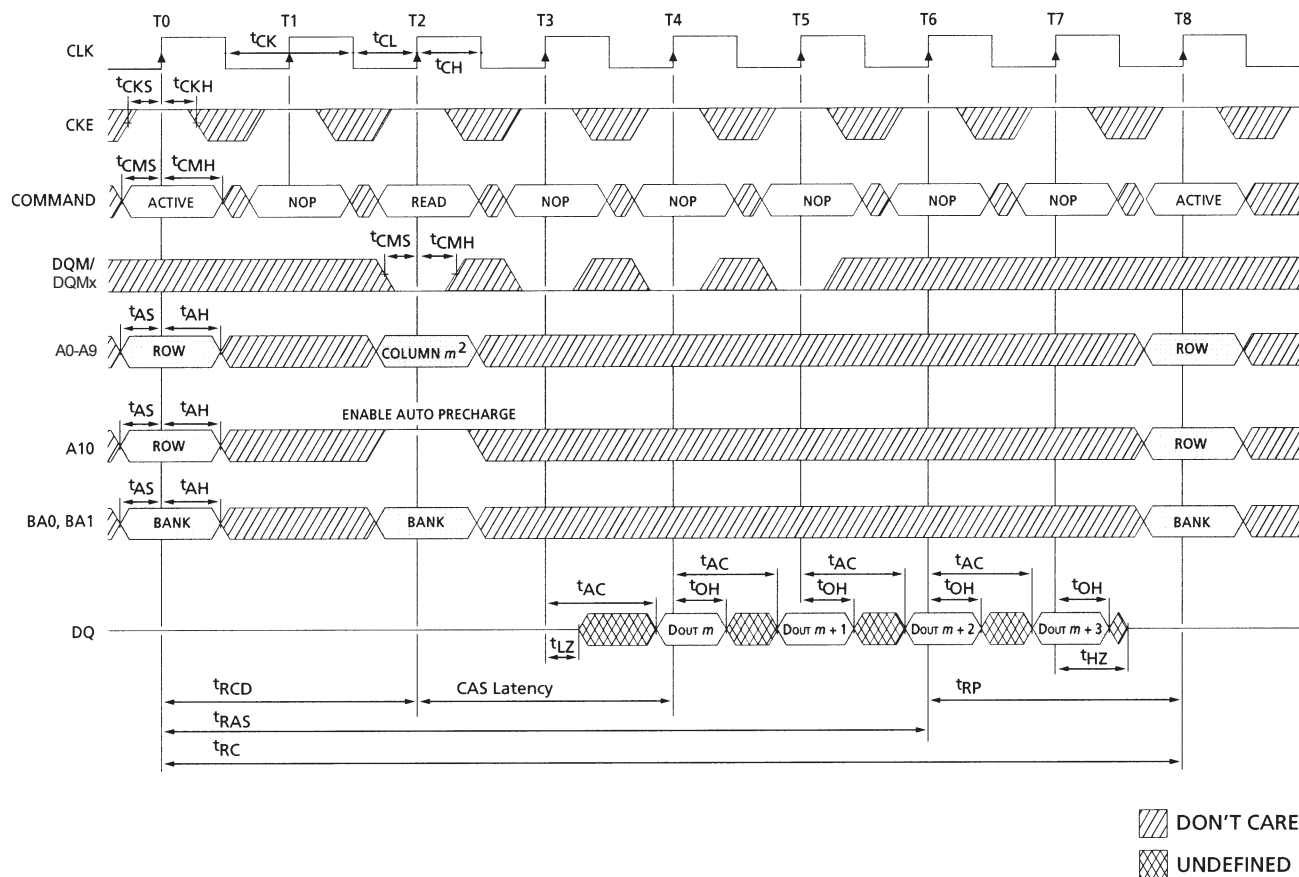 T0 T1 T2 T3 T4 T5 T6 T7 T8
CLK
tCK tCL
tCH
tCKS tCKH
CKE
tCMS tCMH
COMMAND ACTIVE NOP READ NOP NOP NOP NOP NOP ACTIVE
tCMS tCMH
DQM/
DQMx
tAS tAH
A0-A9 ROW COLUMN m2 ROW
ENABLE AUTO PRECHARGE
tAS tAH
A10 ROW ROW
tAS tAH
BA0, BA1 BANK BANK BANK
tAC tAC tAC tAC
tOH tOH tOH tOH
DQ DOUT m DOUT m + 1 DOUT m + 2 DOUT m + 3
tLZ tHZ
tRCD CAS Latency tRP
tRAS
tRC
DON'T CARE
UNDEFINED